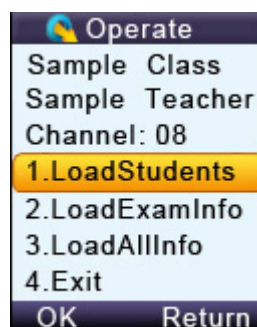 Operate
Sample Class
Sample Teacher
Channel: 08
1.LoadStudents
2.LoadExamInfo
3.LoadAllInfo
4.Exit
OK Return